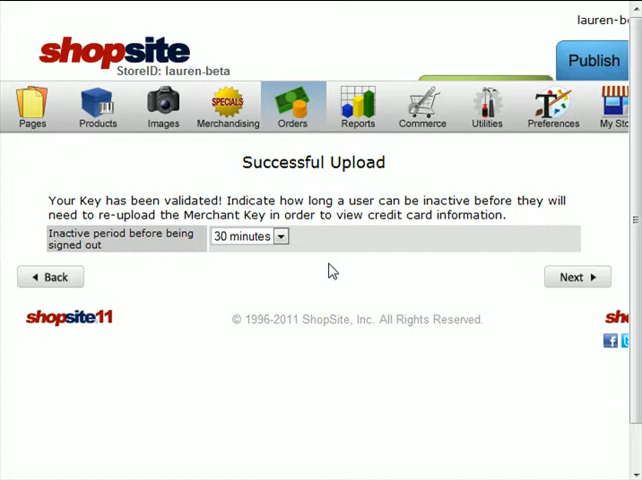 lauren-b
shopsite
StoreID: lauren-beta
Publish
SPECIALS
Pages
Products
Images
Merchandising
Orders
Reports
Commerce
Utilities
Preferences
My Sto
Successful Upload
Your Key has been validated! Indicate how long a user can be inactive before they will
need to re-upload the Merchant Key in order to view credit card information.
Inactive period before being
signed out
30 minutes
Back
Next
shopsite11
© 1996-2011 ShopSite, Inc. All Rights Reserved.
sho